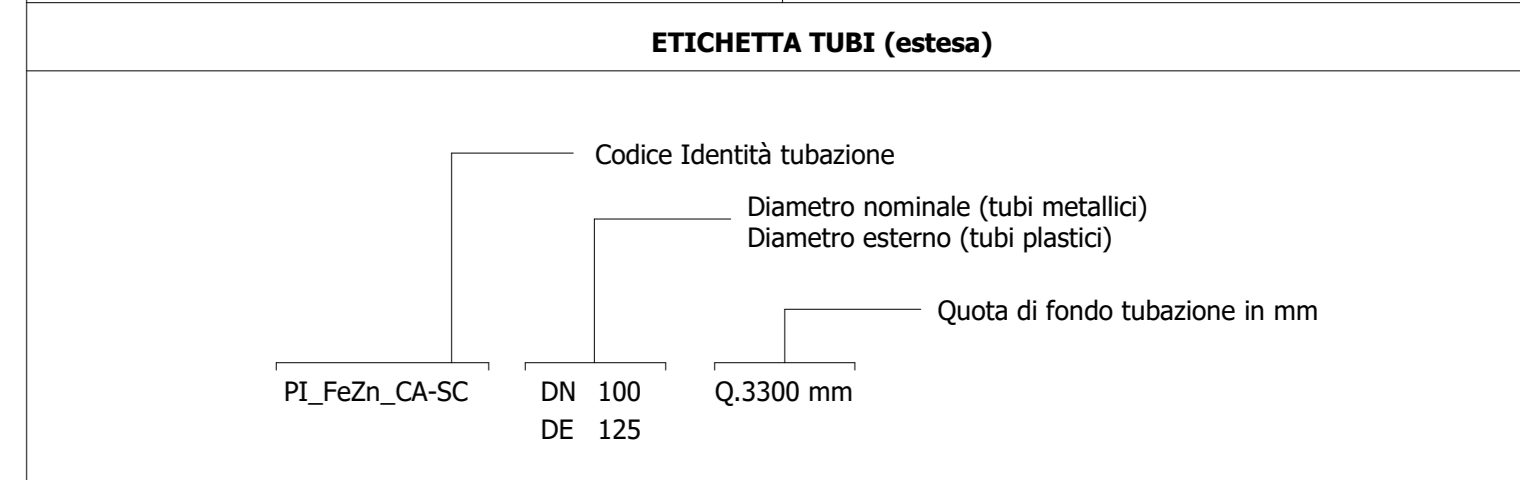 ETICHETTA TUBI (estesa)
Codice Identità tubazione
Diametro nominale (tubi metallici)
Diametro esterno (tubi plastici)
Quota di fondo tubazione in mm
PI_FeZn_CA-SC DN 100 Q.3300 mm
DE 125